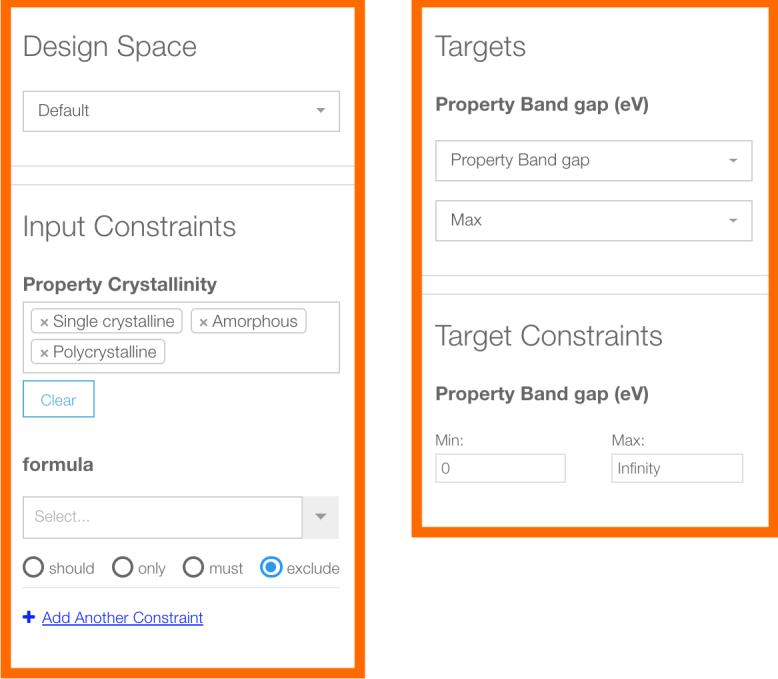 Design Space
Default
Input Constraints
Property Crystallinity
× Single crystalline × Amorphous
× Polycrystalline
Clear
formula
Select...
should only must exclude
+ Add Another Constraint
Targets
Property Band gap (eV)
Property Band gap
Max
Target Constraints
Property Band gap (eV)
Min: Max:
0 Infinity